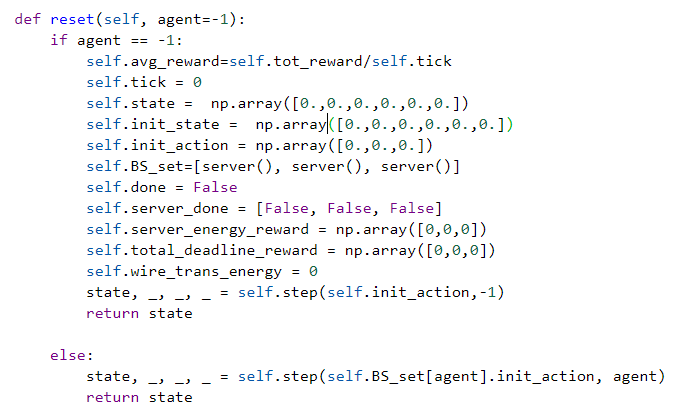 def reset(self, agent=-1):
    if agent == -1:
        self.avg_reward=self.tot_reward/self.tick
        self.tick = 0
        self.state =  np.array([0.,0.,0.,0.,0.,0.])
        self.init_state =  np.array([0.,0.,0.,0.,0.,0.])
        self.init_action = np.array([0.,0.,0.])
        self.BS_set=[server(), server(), server()]
        self.done = False
        self.server_done = [False, False, False]
        self.server_energy_reward = np.array([0,0,0])
        self.total_deadline_reward = np.array([0,0,0])
        self.wire_trans_energy = 0
        state, _, _, _ = self.step(self.init_action,-1)
        return state

    else:
        state, _, _, _ = self.step(self.BS_set[agent].init_action, agent)
        return state